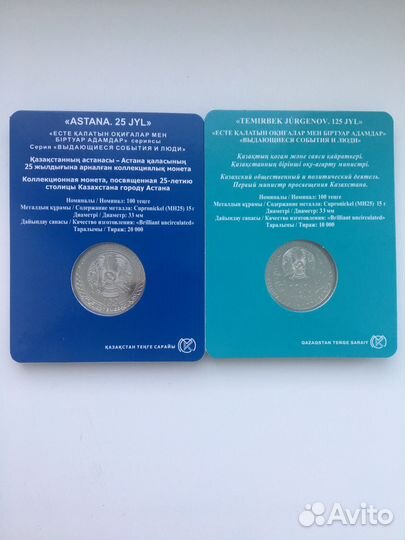 «ASTANA. 25 JYL»
«ЕСТЕ ҚАЛАТЫН ОҚИҒАЛАР МЕН
БІРТУАР АДАМДАР» сериясы
Серия «ВЫДАЮЩИЕСЯ СОБЫТИЯ И ЛЮДИ»
Қазақстанның астанасы – Астана қаласының
25 жылдығына арналған коллекциялық монета
Коллекционная монета, посвященная 25-летию
столицы Казахстана городу Астана
Номиналы / Номинал: 100 теңге
Металдың құрамы / Содержание металла: Cupronickel (МН25) 15 г
Диаметрі / Диаметр: 33 мм
Дайындау сапасы / Качество изготовления: «Brilliant uncirculated»
Таралымы / Тираж: 20 000
ҚАЗАҚСТАН ТЕҢГЕ САРАЙЫ
«TEMIRBEK JÚRGENOV. 125 JYL»
«ЕСТЕ ҚАЛАТЫН ОҚИҒАЛАР МЕН БІРТУАР АДАМДАР»
«ВЫДАЮЩИЕСЯ СОБЫТИЯ И ЛЮДИ»
Қазақтың қоғам және саяси қайраткері.
Қазақстанның бірінші оқу-ағарту министрі.
Казахский общественный и политический деятель.
Первый министр просвещения Казахстана.
Номиналы / Номинал: 100 теңге
Металдың құрамы / Содержание металла: Cupronickel (МН25) 15 г
Диаметрі / Диаметр: 33 мм
Дайындау сапасы / Качество изготовления: «Brilliant uncirculated»
Таралымы / Тираж: 10 000
QAZAQSTAN TEŃGE SARAIY
Avito